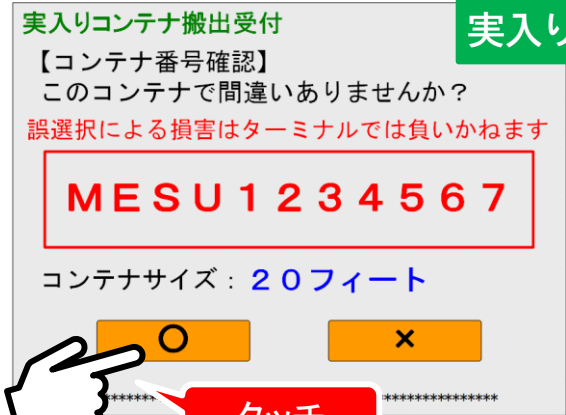 実入りコンテナ搬出受付
実入り
【コンテナ番号確認】
このコンテナで間違いありませんか？
誤選択による損害はターミナルでは負いかねます
ＭＥＳＵ１２３４５６７
コンテナサイズ：２０フィート
○
×
タッチ